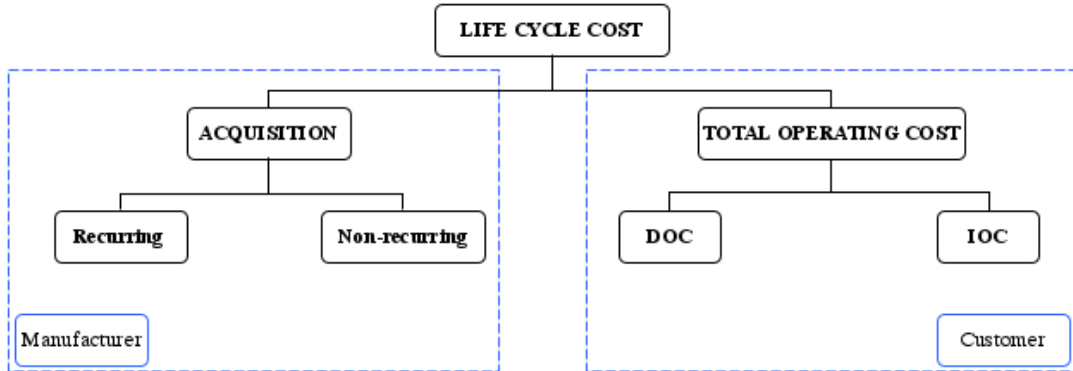 LIFE CYCLE COST
ACQUISITION
TOTAL OPERATING COST
Recurring
Non-recurring
DOC
IOC
Manufacturer
Customer